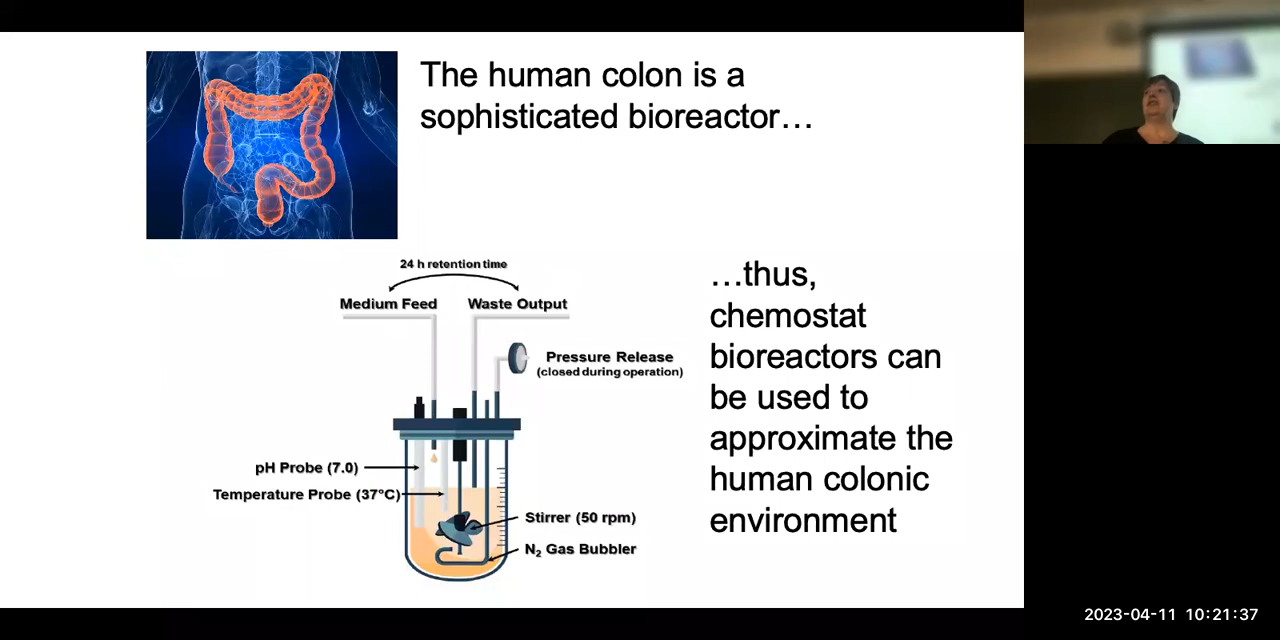 The human colon is a
sophisticated bioreactor…
24 h retention time
Medium Feed
Waste Output
Pressure Release
(closed during operation)
…thus,
chemostat
bioreactors can
be used to
approximate the
human colonic
environment
pH Probe (7.0)
Temperature Probe (37°C)
Stirrer (50 rpm)
N₂ Gas Bubbler
2023-04-11 10:21:37